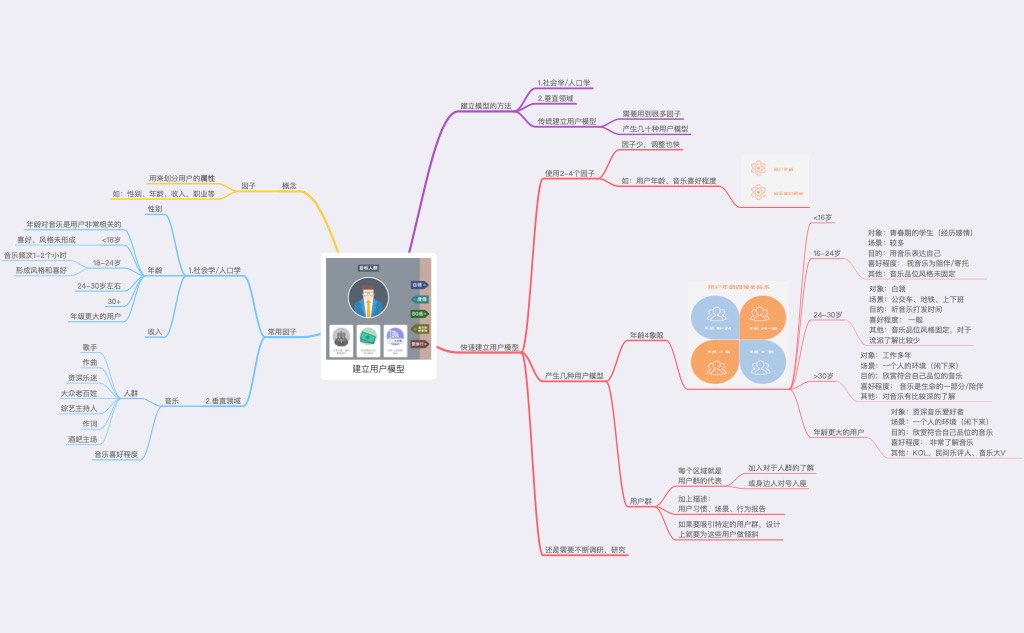 建立用户模型
目标人群
建立模型的方法
1.社会学/人口学
2.垂直领域
传统建立用户模型
需要用到很多因子
产生几十种用户模型
快速建立用户模型
使用2-4个因子
因子少，调整也快
如：用户年龄、音乐喜好程度
用户年龄
产生几种用户模型
年龄4象限
用户年龄四象坐标系
<16岁
16-24岁
对象：青春期的学生（经历感情）
场景：较多
目的：用音乐表达自己
喜好程度： 视音乐为陪伴/寄托
其他：音乐品位风格未固定
24-30岁
对象：白领
场景：公交车、地铁、上下班
目的：听音乐打发时间
喜好程度： 一般
其他：音乐品位风格固定，对于
流派了解比较少
>30岁
对象：工作多年
场景：一个人的环境（闲下来）
目的：欣赏符合自己品位的音乐
喜好程度： 音乐是生命的一部分/陪伴
其他：对音乐有比较深的了解
年龄更大的用户
对象：资深音乐爱好者
场景：一个人的环境（闲下来）
目的：欣赏符合自己品位的音乐
喜好程度： 非常了解音乐
其他：KOL、民间乐评人、音乐大V
用户群
每个区域就是
用户群的代表
加入对于人群的了解
或身边人对号入座
加上描述：
用户习惯、场景、行为报告
如果要吸引特定的用户群，设计
上就要为这些用户做倾斜
还是需要不断调研、研究
概念
因子
用来划分用户的属性
如：性别、年龄、收入、职业等
常用因子
1.社会学/人口学
性别
年龄
年龄对音乐是用户非常相关的
<18岁
喜好、风格未形成
18-24岁
音乐频次1-2个小时
形成风格和喜好
24-30岁左右
30+
年级更大的用户
收入
2.垂直领域
音乐
人群
歌手
作曲
资深乐迷
大众老百姓
综艺主持人
作词
酒吧主场
音乐喜好程度